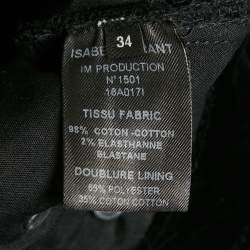 34
ISABEL MARANT
IM PRODUCTION
N°1501
16A017I
TISSU FABRIC
98% COTON-COTTON
2% ELASTHANNE
ELASTANE
DOUBLURE LINING
65% POLYESTER
35% COTON COTTON